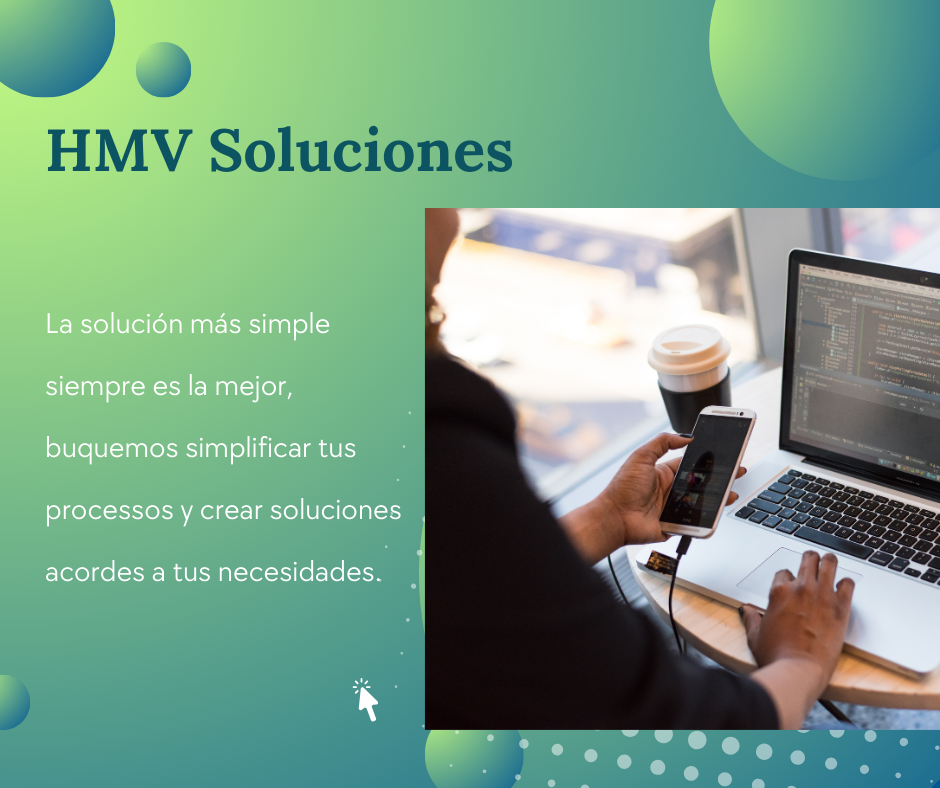 HMV Soluciones
La solución más simple
siempre es la mejor,
buquemos simplificar tus
processos y crear soluciones
acordes a tus necesidades.